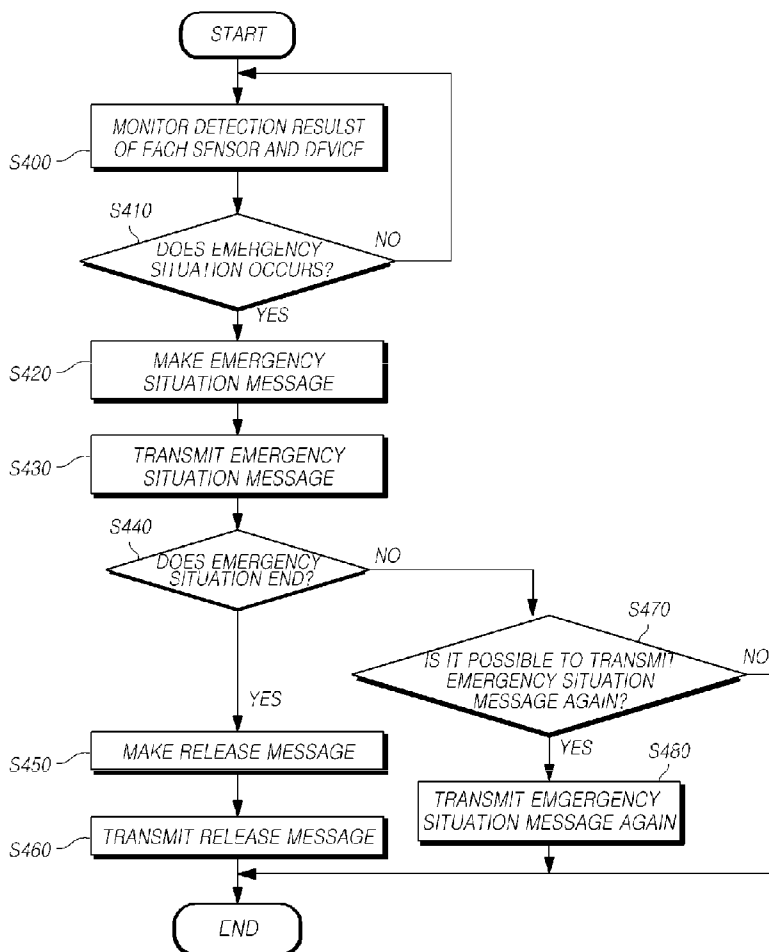 START
MONITOR DETECTION RESULST
OF EACH SENSOR AND DEVICE
S400
S410
DOES EMERGENCY
SITUATION OCCURS?
NO
YES
MAKE EMERGENCY
SITUATION MESSAGE
S420
TRANSMIT EMERGENCY
SITUATION MESSAGE
S430
S440
DOES EMERGENCY
SITUATION END?
NO
S470
IS IT POSSIBLE TO TRANSMIT
EMERGENCY SITUATION
MESSAGE AGAIN?
NO
YES
YES
MAKE RELEASE MESSAGE
S450
S480
TRANSMIT EMGERGENCY
SITUATION MESSAGE AGAIN
TRANSMIT RELEASE MESSAGE
S460
END